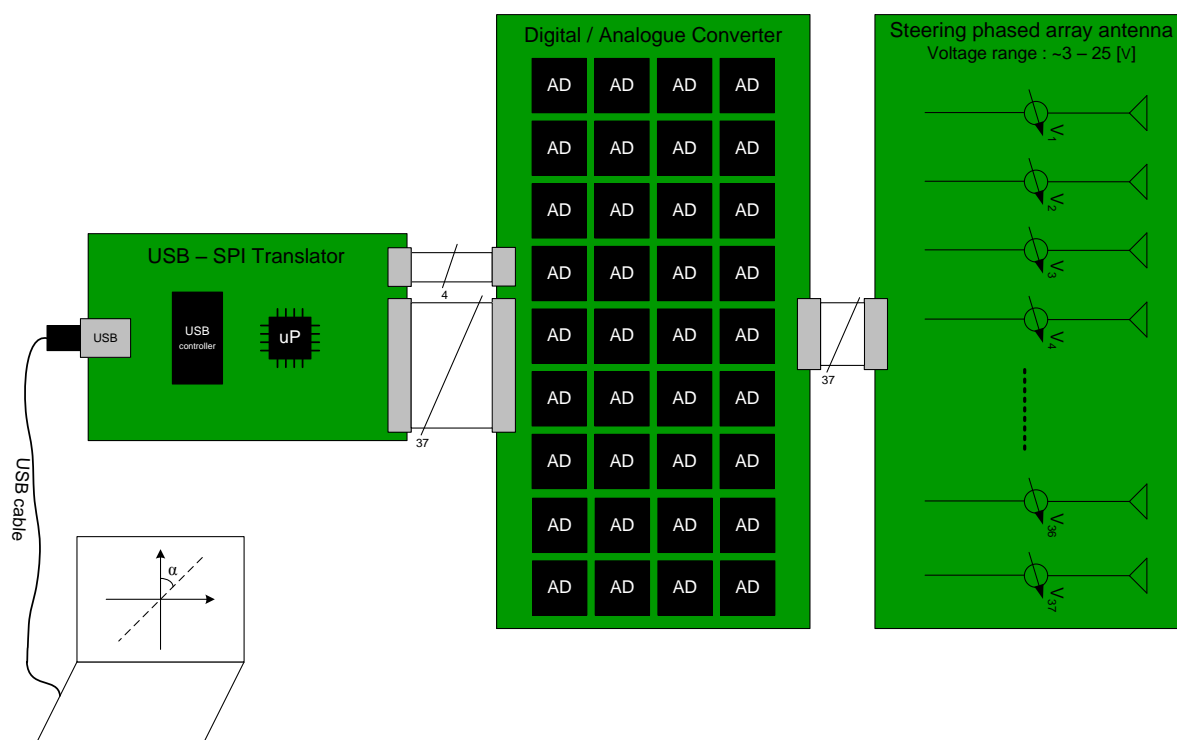 Digital / Analogue Converter
AD AD AD AD
AD AD AD AD
AD AD AD AD
AD AD AD AD
AD AD AD AD
AD AD AD AD
AD AD AD AD
AD AD AD AD
AD AD AD AD
Steering phased array antenna
Voltage range : ~3 – 25 [V]
V1
V2
V3
V4
V36
V37
USB – SPI Translator
USB
USB
controller
uP
4
37
37
USB cable
α